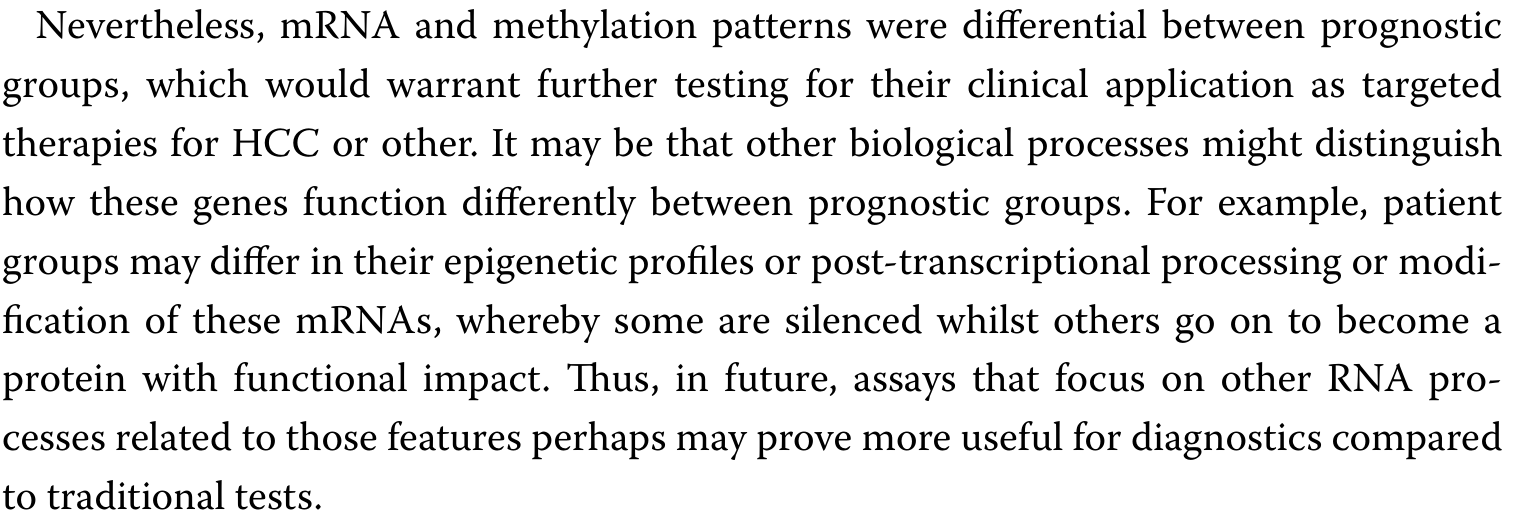 Nevertheless, mRNA and methylation patterns were differential between prognostic
groups, which would warrant further testing for their clinical application as targeted
therapies for HCC or other. It may be that other biological processes might distinguish
how these genes function differently between prognostic groups. For example, patient
groups may differ in their epigenetic profiles or post-transcriptional processing or modi-
fication of these mRNAs, whereby some are silenced whilst others go on to become a
protein with functional impact. Thus, in future, assays that focus on other RNA pro-
cesses related to those features perhaps may prove more useful for diagnostics compared
to traditional tests.